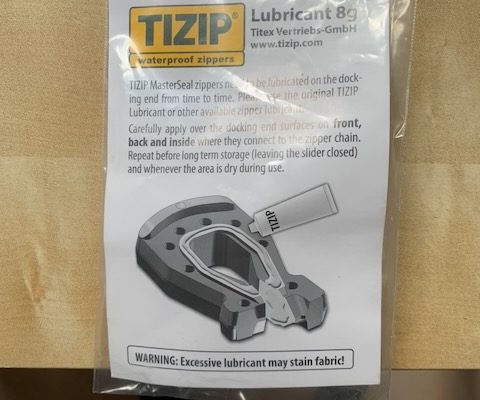 TIZIP®
waterproof zippers
Lubricant 8g
Titex Vertriebs-GmbH
www.tizip.com
TIZIP MasterSeal zippers need to be lubricated on the dock-
ing end from time to time. Please use the original TIZIP
Lubricant or other available zipper lubricant.
Carefully apply over the docking end surfaces on front,
back and inside where they connect to the zipper chain.
Repeat before long term storage (leaving the slider closed)
and whenever the area is dry during use.
TIZIP
WARNING: Excessive lubricant may stain fabric!